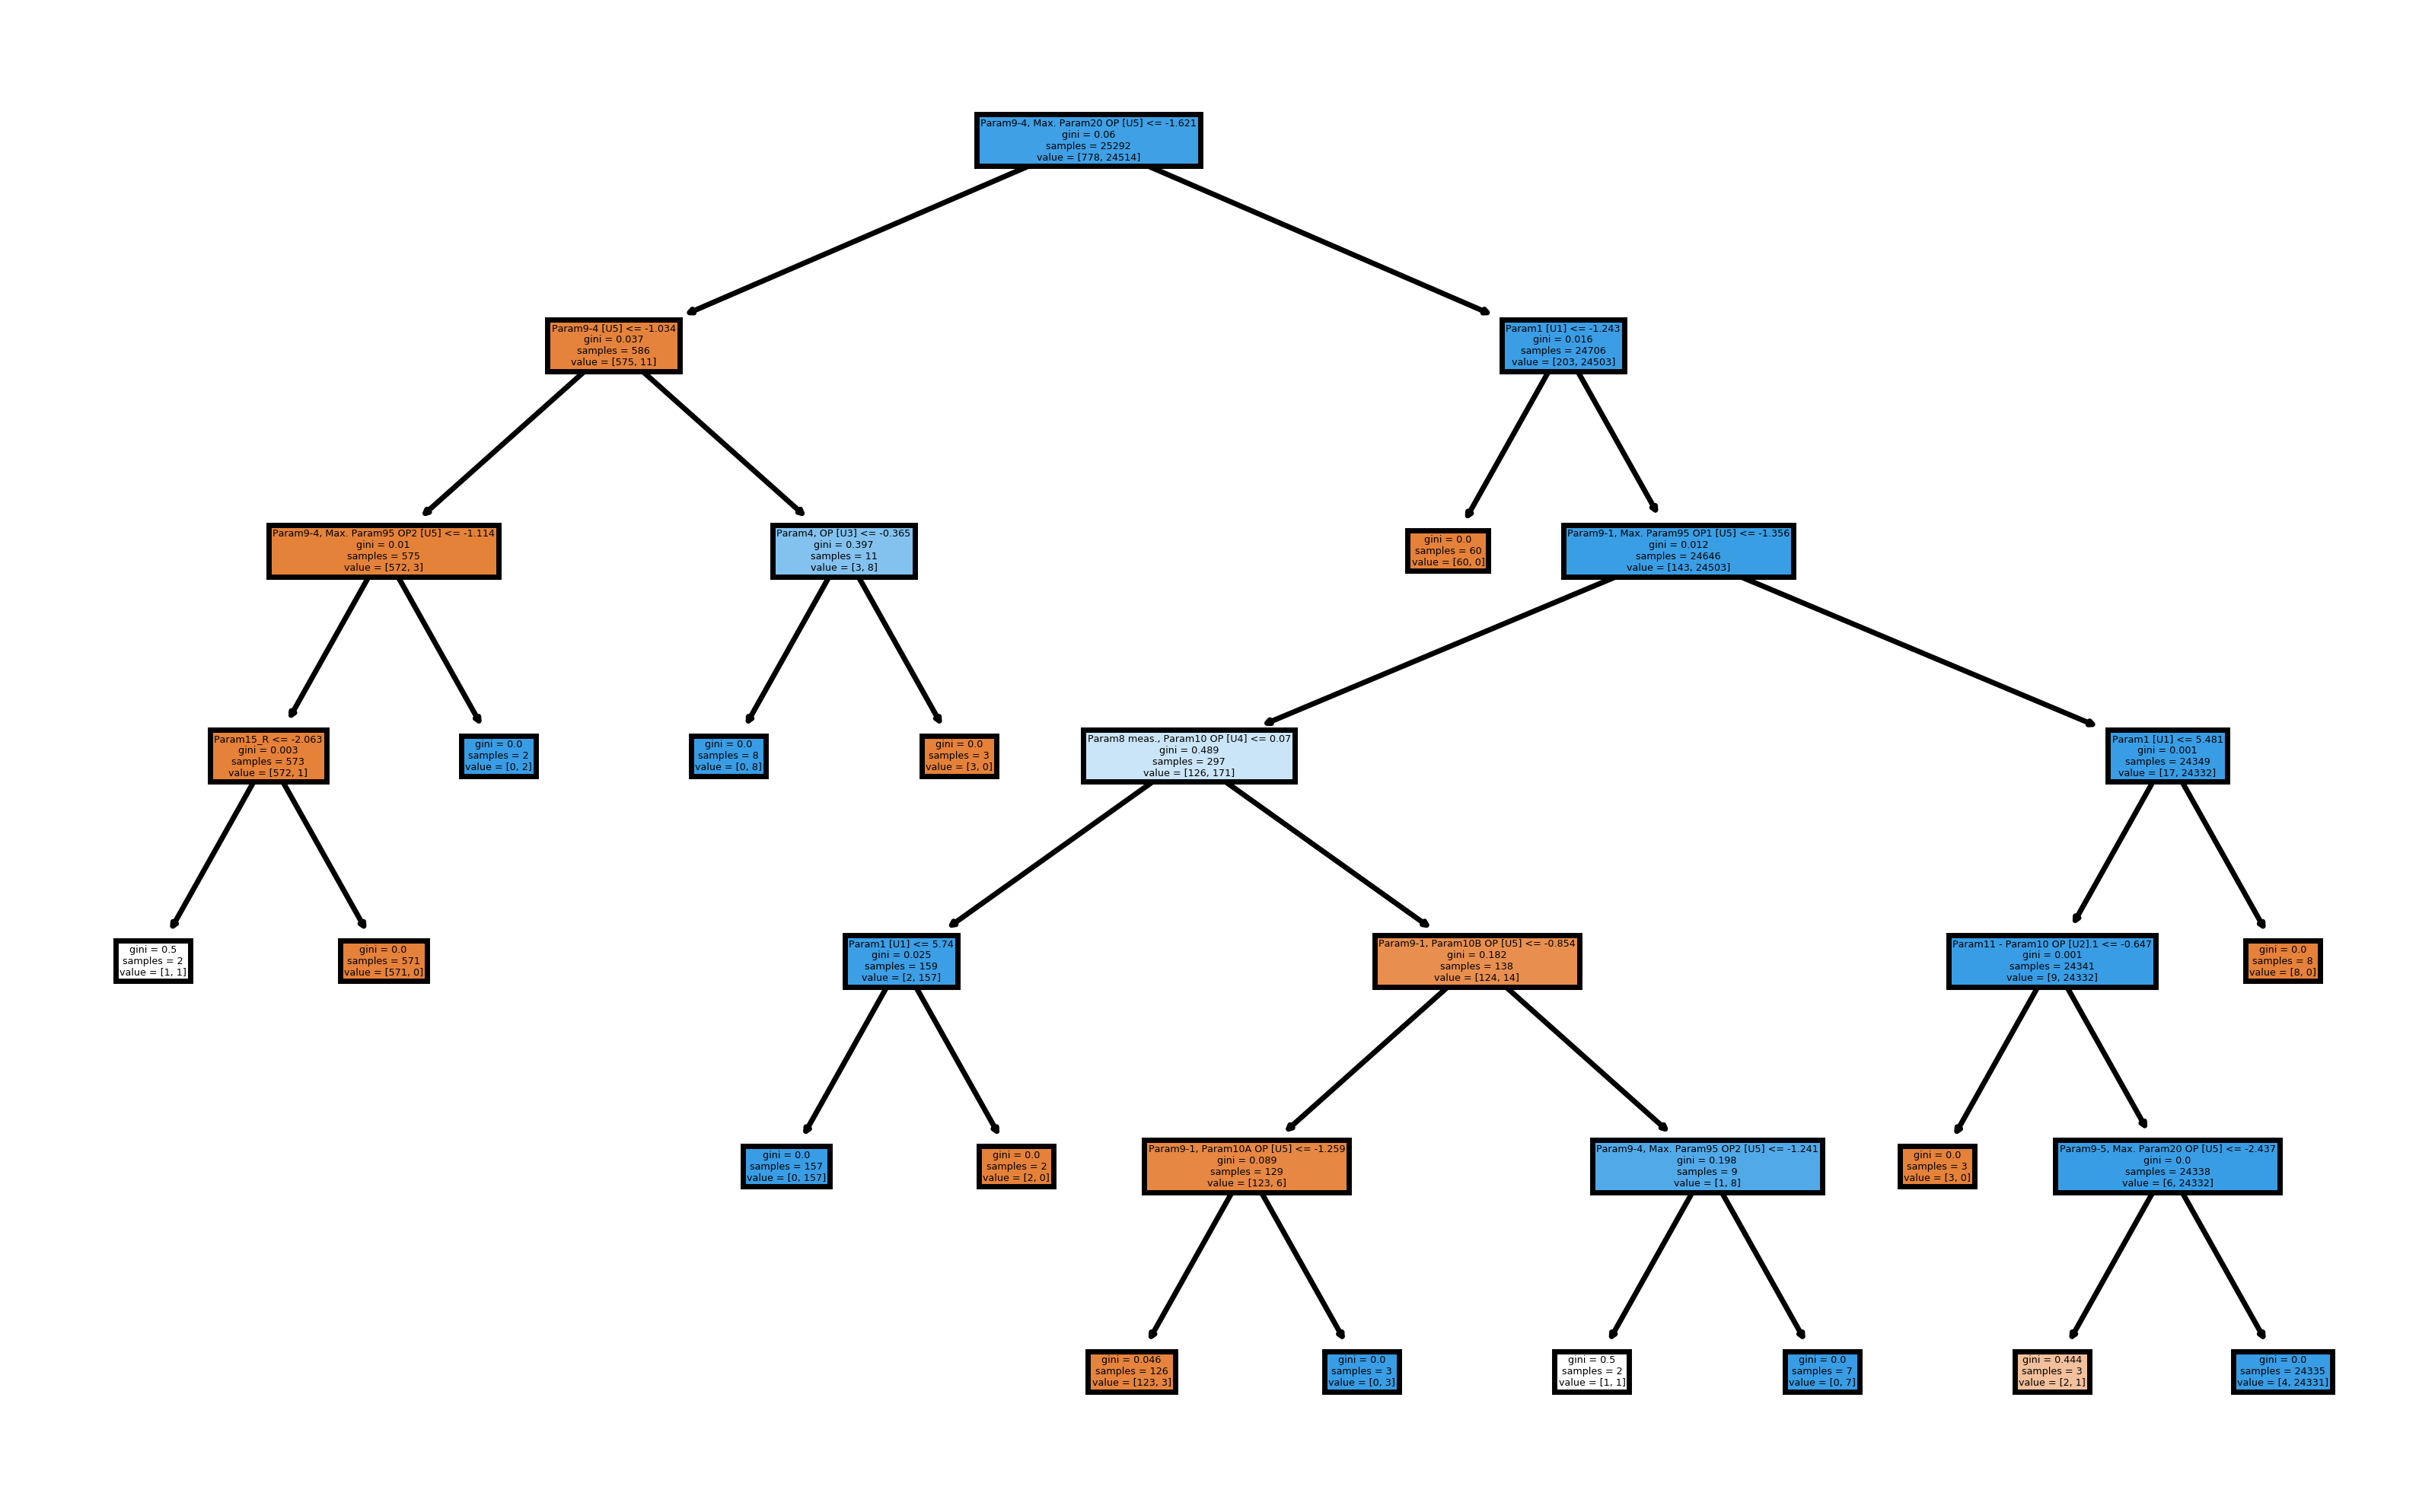 Param9-4, Max. Param20 OP [U5] <= -1.621
gini = 0.06
samples = 25292
value = [778, 24514]
Param9-4 [U5] <= -1.034
gini = 0.037
samples = 586
value = [575, 11]
Param1 [U1] <= -1.243
gini = 0.016
samples = 24706
value = [203, 24503]
Param9-4, Max. Param95 OP2 [U5] <= -1.114
gini = 0.01
samples = 575
value = [572, 3]
Param4, OP [U3] <= -0.365
gini = 0.397
samples = 11
value = [3, 8]
gini = 0.0
samples = 60
value = [60, 0]
Param9-1, Max. Param95 OP1 [U5] <= -1.356
gini = 0.012
samples = 24646
value = [143, 24503]
Param15_R <= -2.063
gini = 0.003
samples = 573
value = [572, 1]
gini = 0.0
samples = 2
value = [0, 2]
gini = 0.0
samples = 8
value = [0, 8]
gini = 0.0
samples = 3
value = [3, 0]
Param8 meas., Param10 OP [U4] <= 0.07
gini = 0.489
samples = 297
value = [126, 171]
Param1 [U1] <= 5.481
gini = 0.001
samples = 24349
value = [17, 24332]
gini = 0.5
samples = 2
value = [1, 1]
gini = 0.0
samples = 571
value = [571, 0]
Param1 [U1] <= 5.74
gini = 0.025
samples = 159
value = [2, 157]
Param9-1, Param10B OP [U5] <= -0.854
gini = 0.182
samples = 138
value = [124, 14]
Param11 - Param10 OP [U2].1 <= -0.647
gini = 0.001
samples = 24341
value = [9, 24332]
gini = 0.0
samples = 8
value = [8, 0]
gini = 0.0
samples = 157
value = [0, 157]
gini = 0.0
samples = 2
value = [2, 0]
Param9-1, Param10A OP [U5] <= -1.259
gini = 0.089
samples = 129
value = [123, 6]
Param9-4, Max. Param95 OP2 [U5] <= -1.241
gini = 0.198
samples = 9
value = [1, 8]
gini = 0.0
samples = 3
value = [3, 0]
Param9-5, Max. Param20 OP [U5] <= -2.437
gini = 0.0
samples = 24338
value = [6, 24332]
gini = 0.046
samples = 126
value = [123, 3]
gini = 0.0
samples = 3
value = [0, 3]
gini = 0.5
samples = 2
value = [1, 1]
gini = 0.0
samples = 7
value = [0, 7]
gini = 0.444
samples = 3
value = [2, 1]
gini = 0.0
samples = 24335
value = [4, 24331]